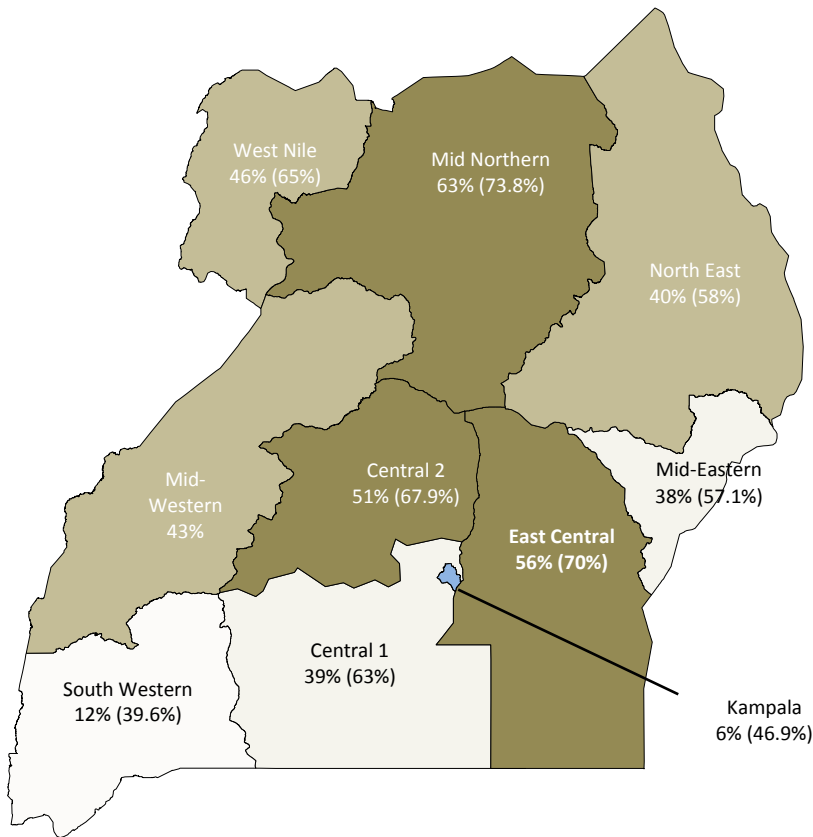 West Nile
46% (65%)
Mid Northern
63% (73.8%)
North East
40% (58%)
Mid-
Western
43%
Central 2
51% (67.9%)
Mid-Eastern
38% (57.1%)
East Central
56% (70%)
Central 1
39% (63%)
South Western
12% (39.6%)
Kampala
6% (46.9%)